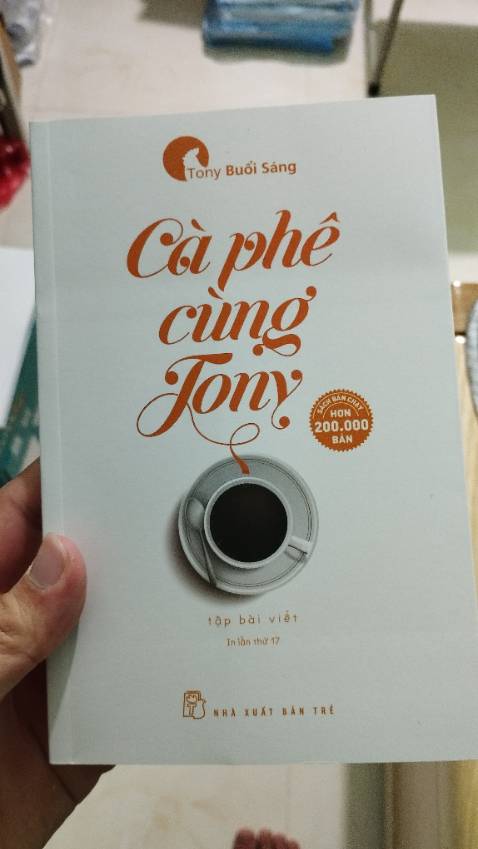 Tony Buổi Sáng
Cà phê
cùng
Tony
SÁCH BÁN CHẠY
HƠN
200.000
BẢN
tập bài viết
In lần thứ 17
NHÀ XUẤT BẢN TRẺ